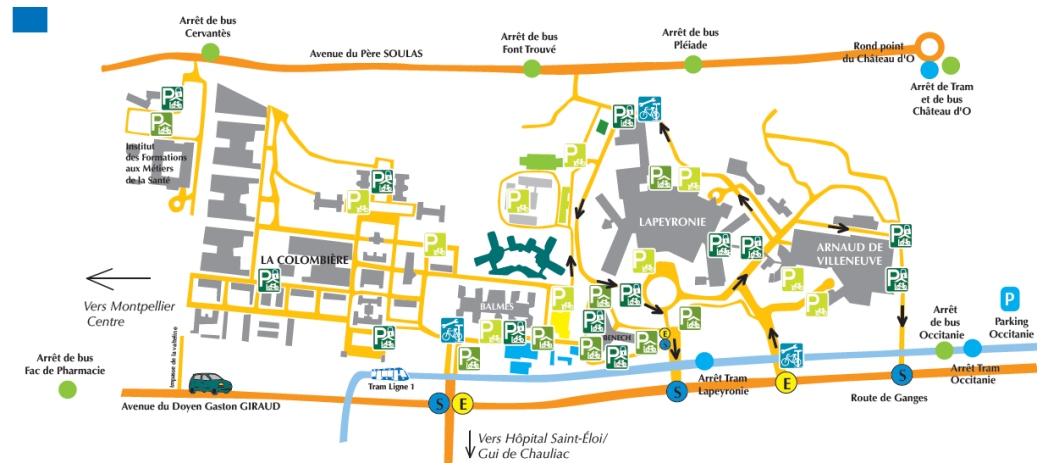 Arrêt de bus
Cervantès
Avenue du Père SOULAS
Arrêt de bus
Font Trouvé
Arrêt de bus
Pléiade
Rond point
du Château d'O
Arrêt de Tram
et de bus
Château d'O
Institut
des Formations
aux Métiers
de la Santé
LAPEYRONIE
ARNAUD DE
VILLENEUVE
LA COLOMBIÈRE
BALMES
BENECH
Vers Montpellier
Centre
Impasse de la valsière
Arrêt de bus
Fac de Pharmacie
Tram Ligne 1
Avenue du Doyen Gaston GIRAUD
S
E
Vers Hôpital Saint-Éloi/
Gui de Chauliac
E
S
S
Arrêt Tram
Lapeyronie
E
S
Route de Ganges
Arrêt
de bus
Occitanie
P
Parking
Occitanie
Arrêt Tram
Occitanie